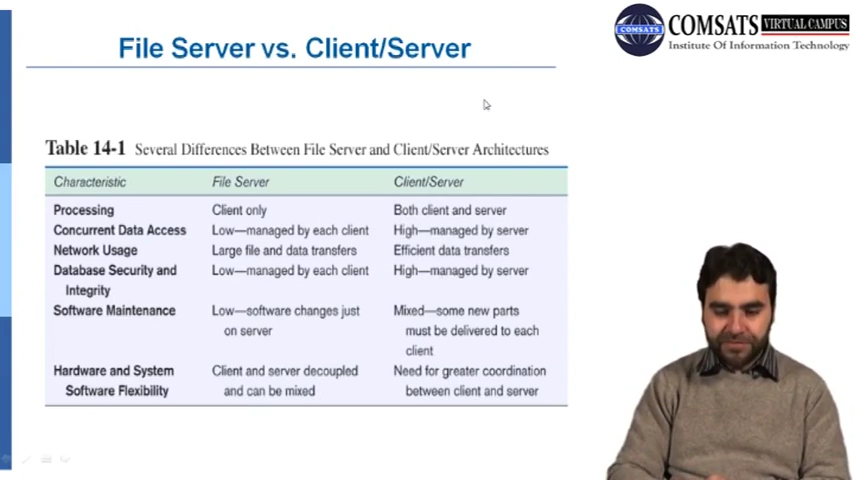 File Server vs. Client/Server
COMSATS
COMSATS VIRTUAL CAMPUS
Institute Of Information Technology
Table 14-1 Several Differences Between File Server and Client/Server Architectures
Characteristic File Server Client/Server
Processing Client only Both client and server
Concurrent Data Access Low—managed by each client High—managed by server
Network Usage Large file and data transfers Efficient data transfers
Database Security and Low—managed by each client High—managed by server
Integrity
Software Maintenance Low—software changes just Mixed—some new parts
on server must be delivered to each
client
Hardware and System Client and server decoupled Need for greater coordination
Software Flexibility and can be mixed between client and server